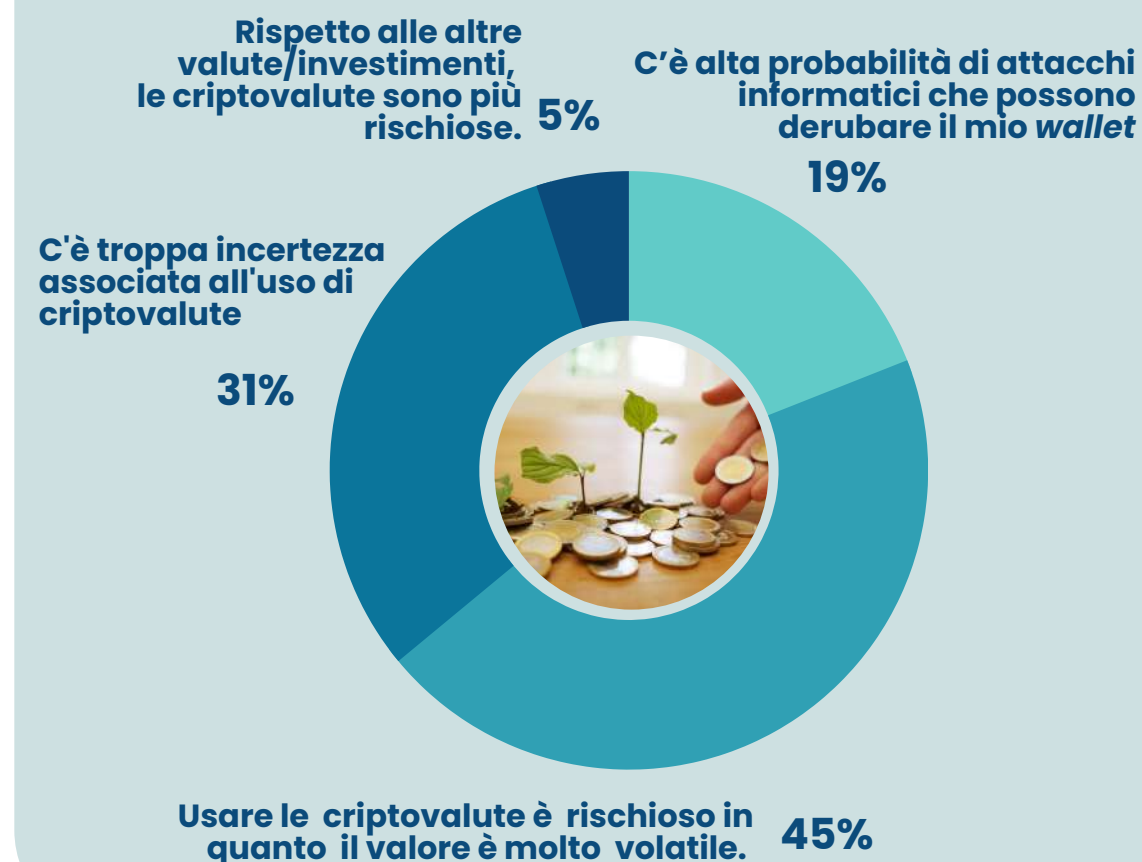 Rispetto alle altre
valute/investimenti,
le criptovalute sono più
rischiose.
5%
C’è alta probabilità di attacchi
informatici che possono
derubare il mio wallet
19%
C'è troppa incertezza
associata all'uso di
criptovalute
31%
Usare le criptovalute è rischioso in
quanto il valore è molto volatile.
45%